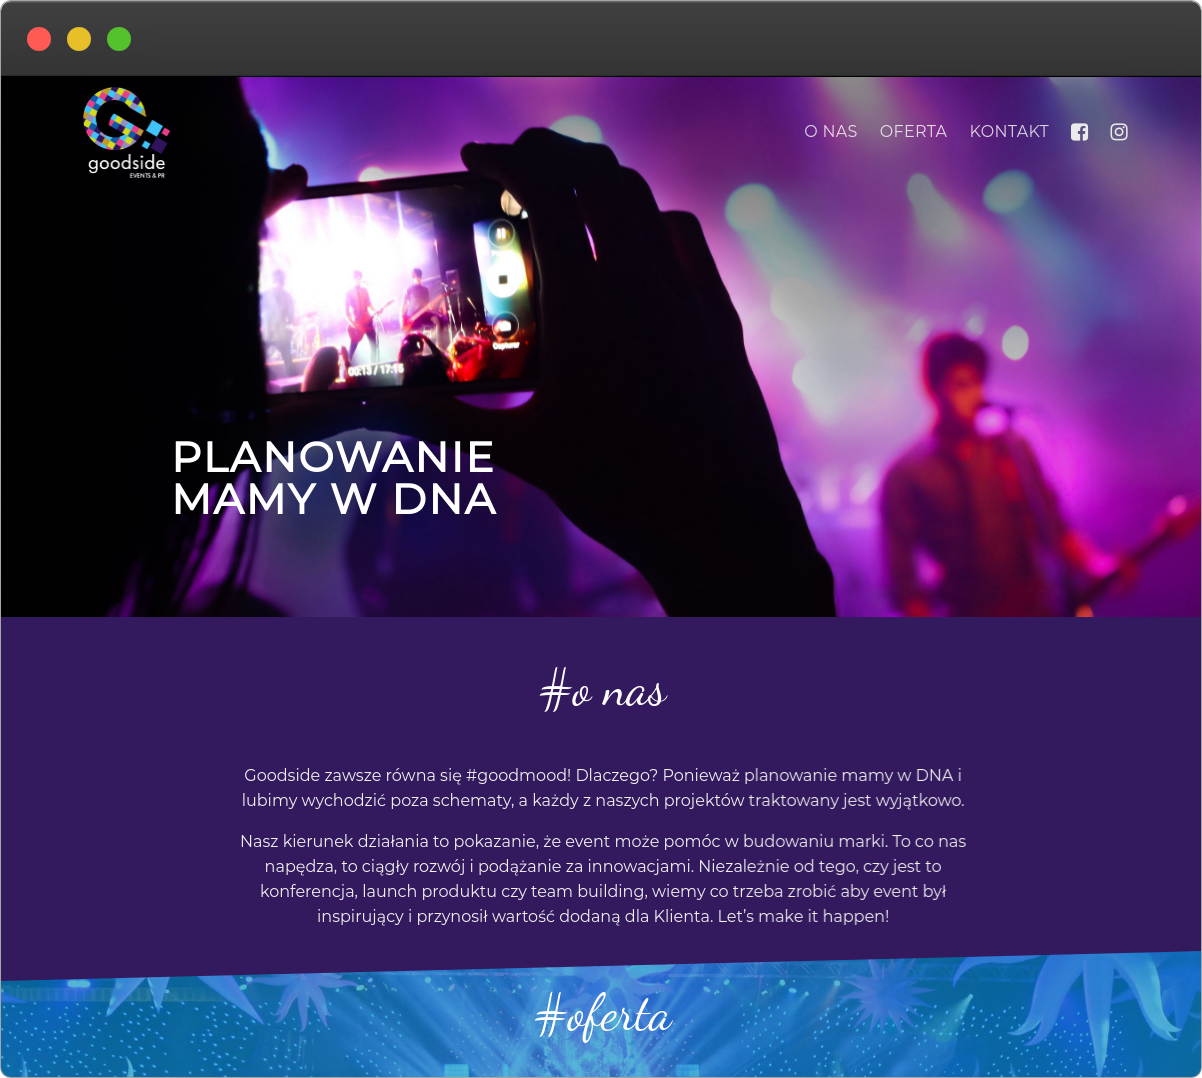 goodside
EVENTS & PR
O NAS
OFERTA
KONTAKT
Capturer
00:13 / 17:15
PLANOWANIE
MAMY W DNA
#o nas
Goodside zawsze równa się #goodmood! Dlaczego? Ponieważ planowanie mamy w DNA i
lubimy wychodzić poza schematy, a każdy z naszych projektów traktowany jest wyjątkowo.
Nasz kierunek działania to pokazanie, że event może pomóc w budowaniu marki. To co nas
napędza, to ciągły rozwój i podążanie za innowacjami. Niezależnie od tego, czy jest to
konferencja, launch produktu czy team building, wiemy co trzeba zrobić aby event był
inspirujący i przynosił wartość dodaną dla Klienta. Let’s make it happen!
#oferta